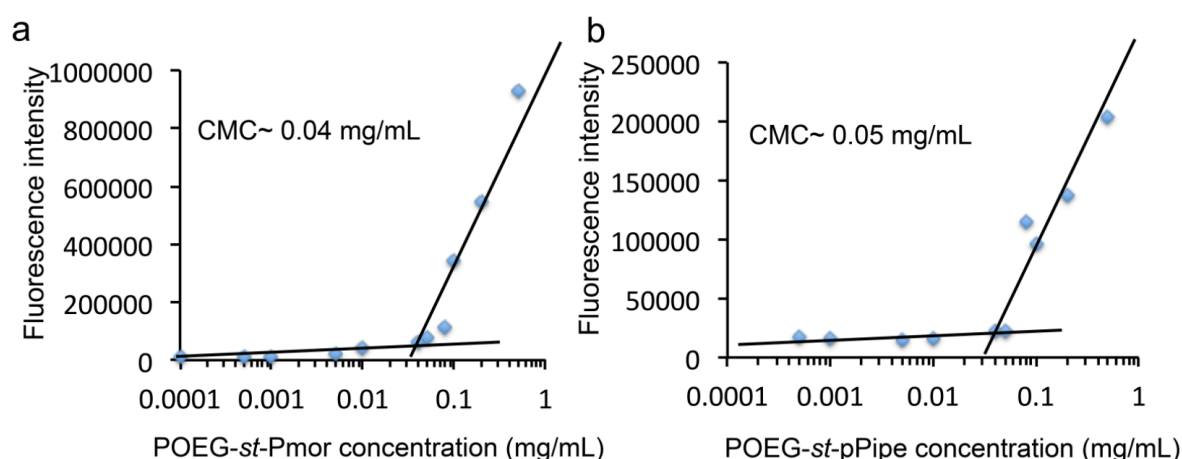 a
Fluorescence intensity
1000000
800000
600000
400000
200000
0
CMC~ 0.04 mg/mL
0.0001 0.001 0.01 0.1 1
POEG-st-Pmor concentration (mg/mL)
b
Fluorescence intensity
250000
200000
150000
100000
50000
0
CMC~ 0.05 mg/mL
0.0001 0.001 0.01 0.1 1
POEG-st-pPipe concentration (mg/mL)